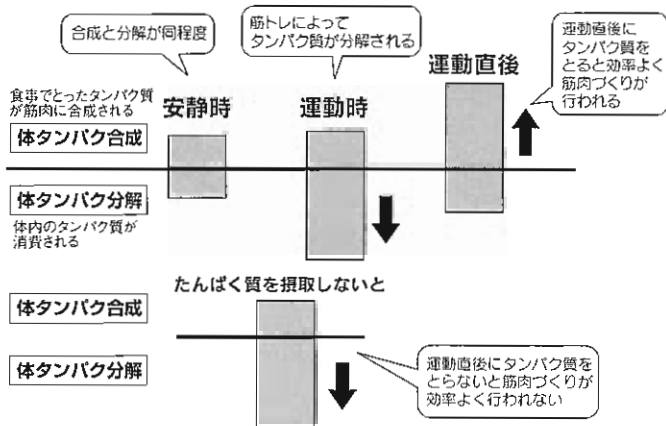 合成と分解が同程度
筋トレによって
タンパク質が分解される
運動直後に
タンパク質を
とると効率よく
筋肉づくりが
行われる
食事でとったタンパク質
が筋肉に合成される
安静時
運動時
運動直後
体タンパク合成
体タンパク分解
体内のタンパク質が
消費される
たんぱく質を摂取しないと
体タンパク合成
体タンパク分解
運動直後にタンパク質を
とらないと筋肉づくりが
効率よく行われない